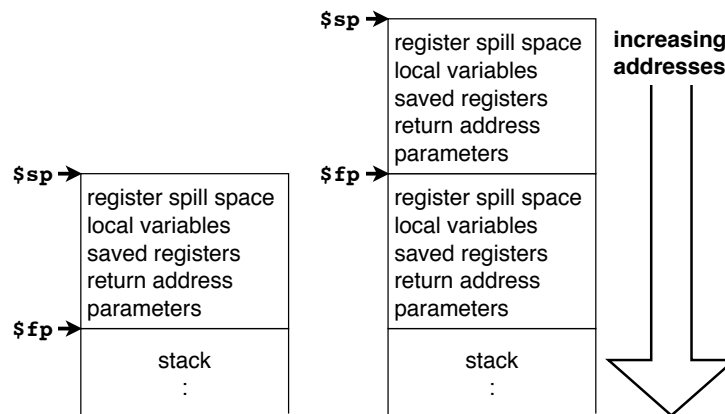 $sp
register spill space
local variables
saved registers
return address
parameters
$fp
stack
:
$sp
register spill space
local variables
saved registers
return address
parameters
$fp
register spill space
local variables
saved registers
return address
parameters
stack
:
increasing
addresses